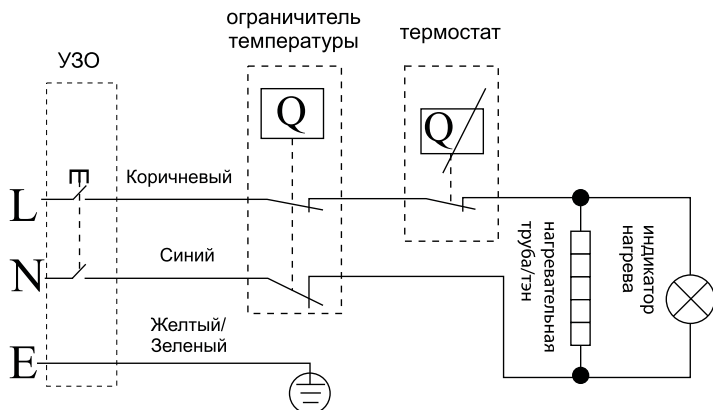 ограничитель
температуры
термостат
УЗО
Q
Q
Коричневый
L
Синий
N
Желтый/
Зеленый
E
нагревательная
труба/тэн
индикатор
нагрева